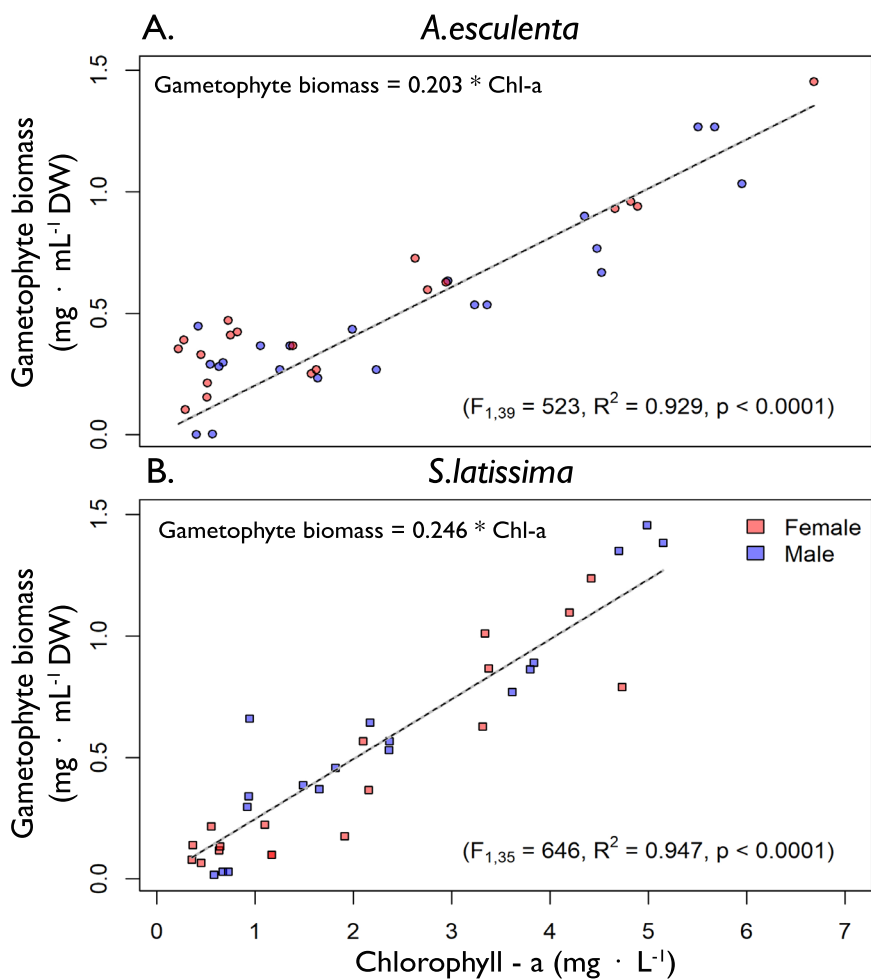 A. A.esculenta
Gametophyte biomass = 0.203 * Chl-a
Gametophyte biomass
(mg · mL⁻¹ DW)
1.5
1.0
0.5
0.0
(F₁,₃₉ = 523, R² = 0.929, p < 0.0001)
B. S.latissima
Gametophyte biomass = 0.246 * Chl-a
Female
Male
Gametophyte biomass
(mg · mL⁻¹ DW)
1.5
1.0
0.5
0.0
(F₁,₃₅ = 646, R² = 0.947, p < 0.0001)
0 1 2 3 4 5 6 7
Chlorophyll - a (mg · L⁻¹)